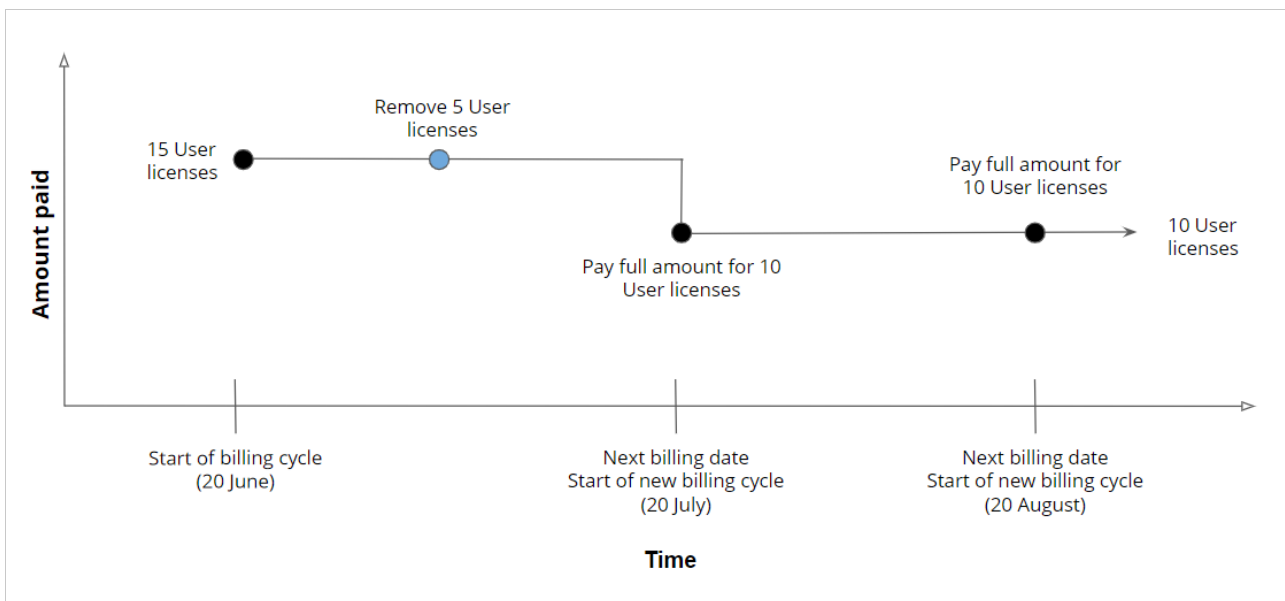 Remove 5 User
licenses
15 User
licenses
Pay full amount for
10 User licenses
10 User
licenses
Pay full amount for 10
User licenses
Amount paid
Start of billing cycle
(20 June)
Next billing date
Start of new billing cycle
(20 July)
Next billing date
Start of new billing cycle
(20 August)
Time